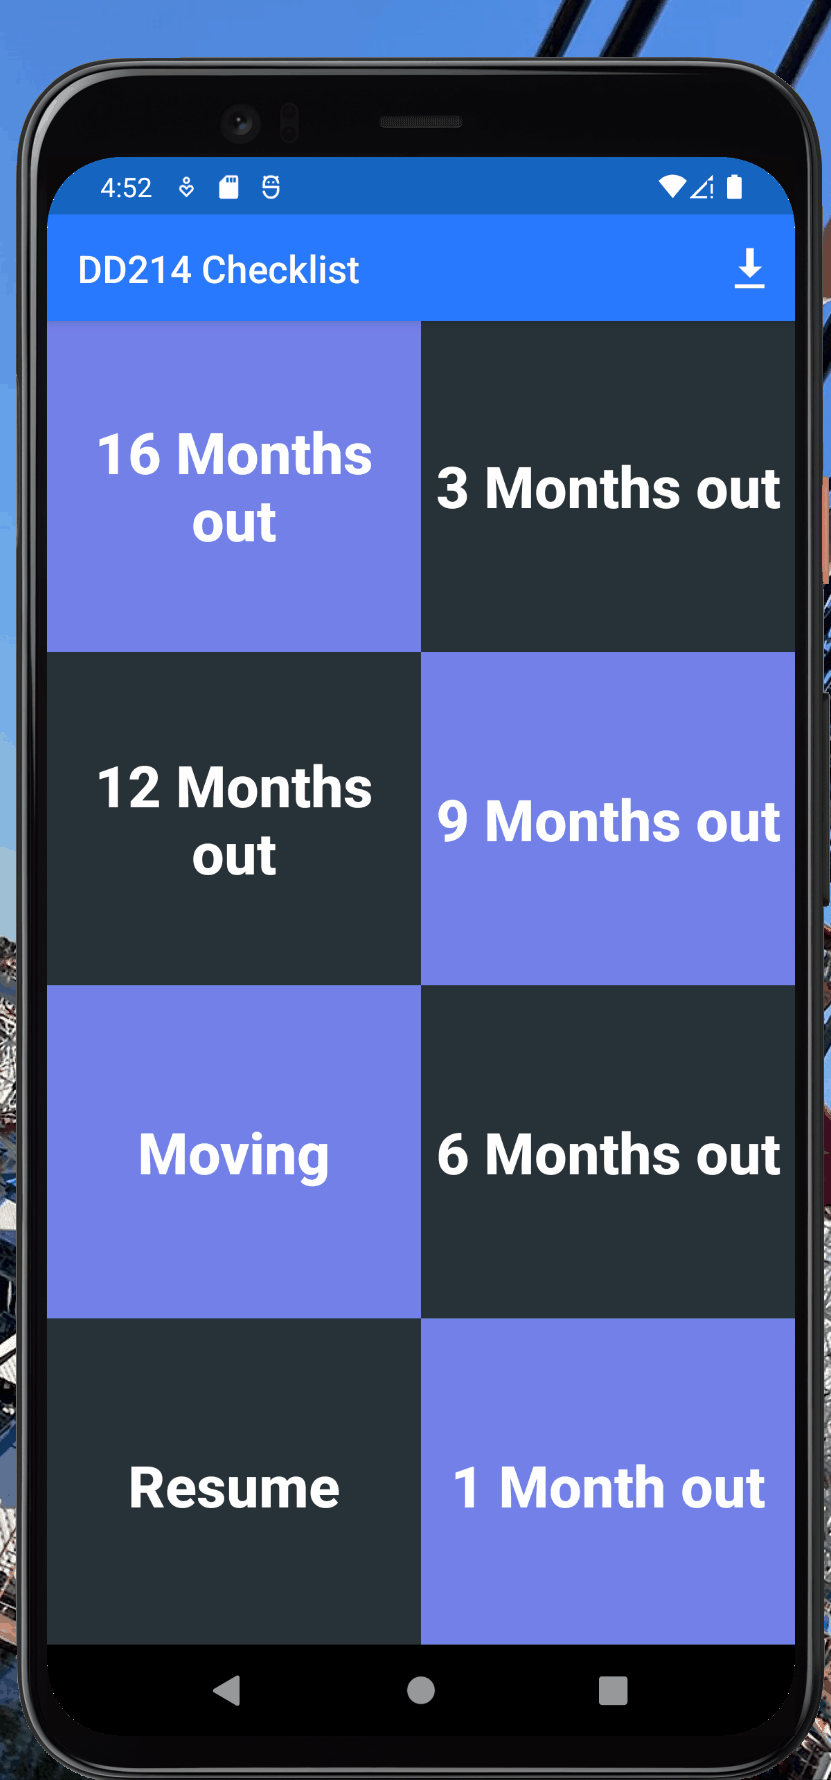 4:52
DD214 Checklist
16 Months
out
3 Months out
12 Months
out
9 Months out
Moving
6 Months out
Resume
1 Month out